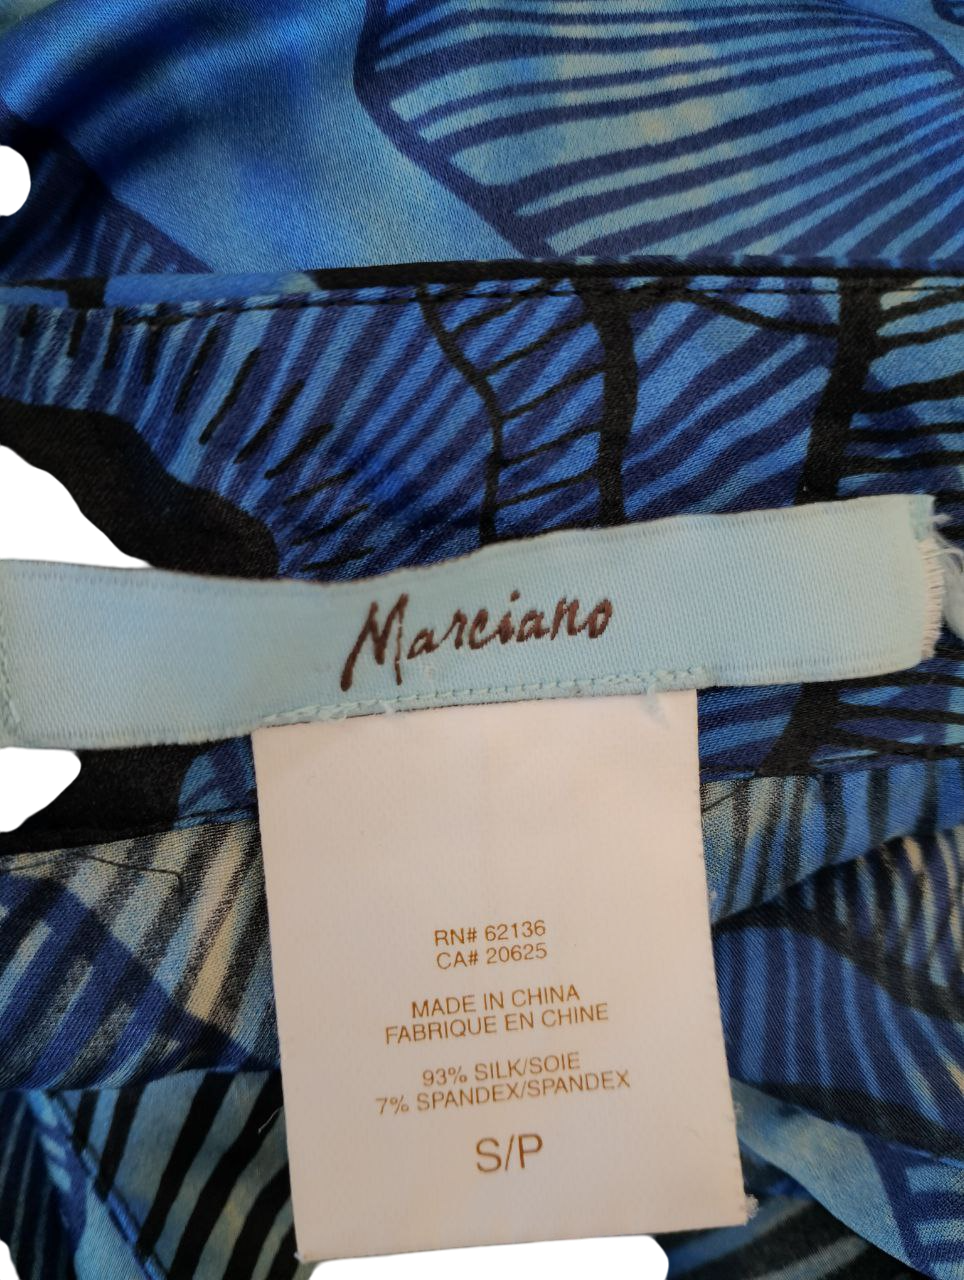 Marciano
RN# 62136
CA# 20625
MADE IN CHINA
FABRIQUE EN CHINE
93% SILK/SOIE
7% SPANDEX/SPANDEX
S/P